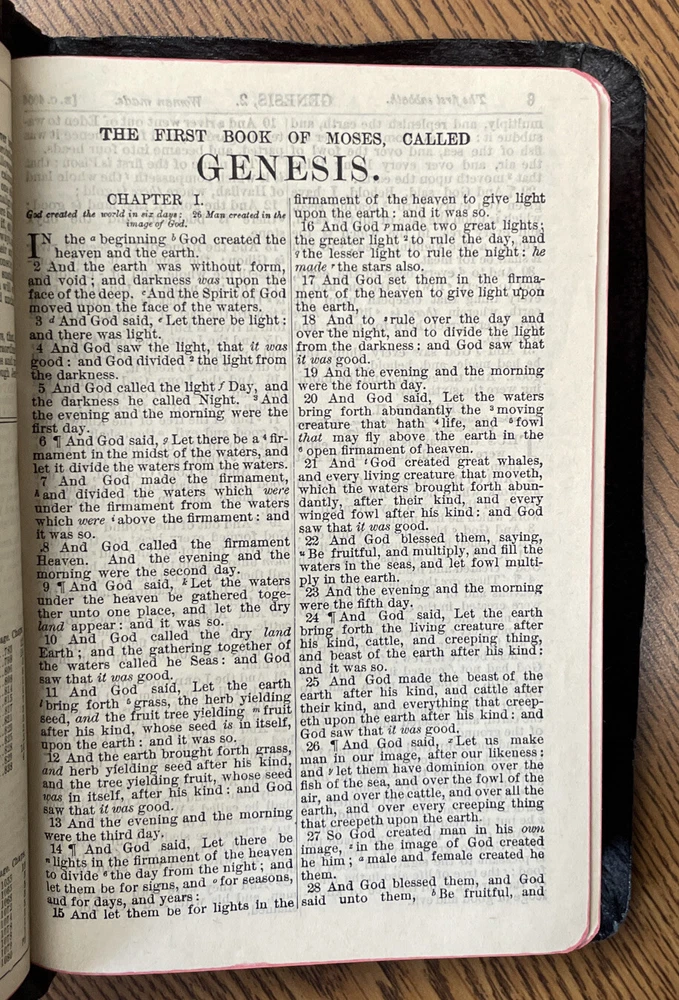 THE FIRST BOOK OF MOSES, CALLED
GENESIS.
CHAPTER I.
God created the world in six days: 26 Man created in the
image of God.
IN the a beginning b God created the
heaven and the earth.
2 And the earth was without form,
and void; and darkness was upon the
face of the deep. c And the Spirit of God
moved upon the face of the waters.
3 d And God said, e Let there be light:
and there was light.
4 And God saw the light, that it was
good: and God divided 2 the light from
the darkness.
5 And God called the light f Day, and
the darkness he called Night. 3 And
the evening and the morning were the
first day.
6 ¶ And God said, g Let there be a 4 fir-
mament in the midst of the waters, and
let it divide the waters from the waters.
7 And God made the firmament,
h and divided the waters which were
under the firmament from the waters
which were i above the firmament: and
it was so.
8 And God called the firmament
Heaven. And the evening and the
morning were the second day.
9 ¶ And God said, k Let the waters
under the heaven be gathered toge-
ther unto one place, and let the dry
land appear: and it was so.
10 And God called the dry land
Earth; and the gathering together of
the waters called he Seas: and God
saw that it was good.
11 And God said, Let the earth
l bring forth 5 grass, the herb yielding
seed, and the fruit tree yielding m fruit
after his kind, whose seed is in itself,
upon the earth: and it was so.
12 And the earth brought forth grass,
and herb yielding seed after his kind,
and the tree yielding fruit, whose seed
was in itself, after his kind: and God
saw that it was good.
13 And the evening and the morning
were the third day.
14 ¶ And God said, Let there be
n lights in the firmament of the heaven
to divide 6 the day from the night; and
let them be for signs, and o for seasons,
and for days, and years:
15 And let them be for lights in the
firmament of the heaven to give light
upon the earth: and it was so.
16 And God p made two great lights;
the greater light 2 to rule the day, and
q the lesser light to rule the night: he
made r the stars also.
17 And God set them in the firma-
ment of the heaven to give light upon
the earth,
18 And to s rule over the day and
over the night, and to divide the light
from the darkness: and God saw that
it was good.
19 And the evening and the morning
were the fourth day.
20 And God said, Let the waters
bring forth abundantly the 3 moving
creature that hath 4 life, and 5 fowl
that may fly above the earth in the
6 open firmament of heaven.
21 And t God created great whales,
and every living creature that moveth,
which the waters brought forth abun-
dantly, after their kind, and every
winged fowl after his kind: and God
saw that it was good.
22 And God blessed them, saying,
u Be fruitful, and multiply, and fill the
waters in the seas, and let fowl multi-
ply in the earth.
23 And the evening and the morning
were the fifth day.
24 ¶ And God said, Let the earth
bring forth the living creature after
his kind, cattle, and creeping thing,
and beast of the earth after his kind:
and it was so.
25 And God made the beast of the
earth after his kind, and cattle after
their kind, and everything that creep-
eth upon the earth after his kind: and
God saw that it was good.
26 ¶ And God said, x Let us make
man in our image, after our likeness:
and y let them have dominion over the
fish of the sea, and over the fowl of the
air, and over the cattle, and over all the
earth, and over every creeping thing
that creepeth upon the earth.
27 So God created man in his own
image, z in the image of God created
he him; a male and female created he
them.
28 And God blessed them, and God
said unto them, b Be fruitful, and